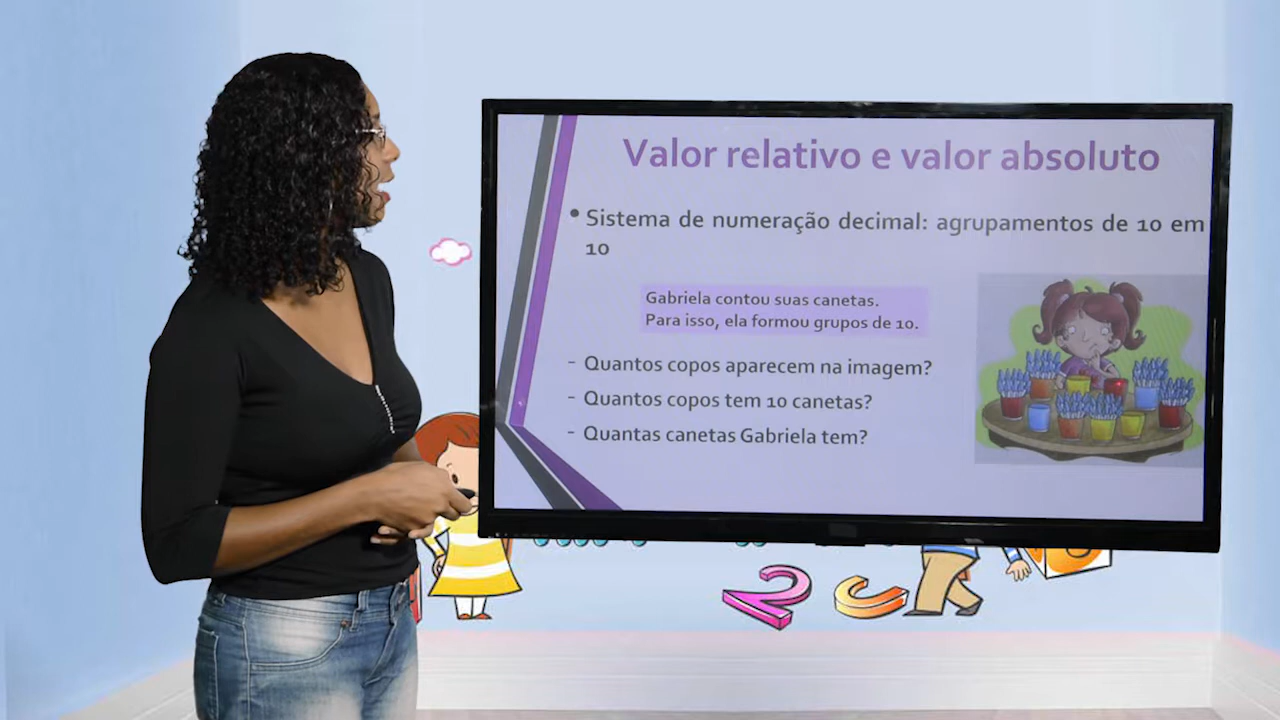 Valor relativo e valor absoluto
• Sistema de numeração decimal: agrupamentos de 10 em
10
Gabriela contou suas canetas.
Para isso, ela formou grupos de 10.
- Quantos copos aparecem na imagem?
- Quantos copos tem 10 canetas?
- Quantas canetas Gabriela tem?